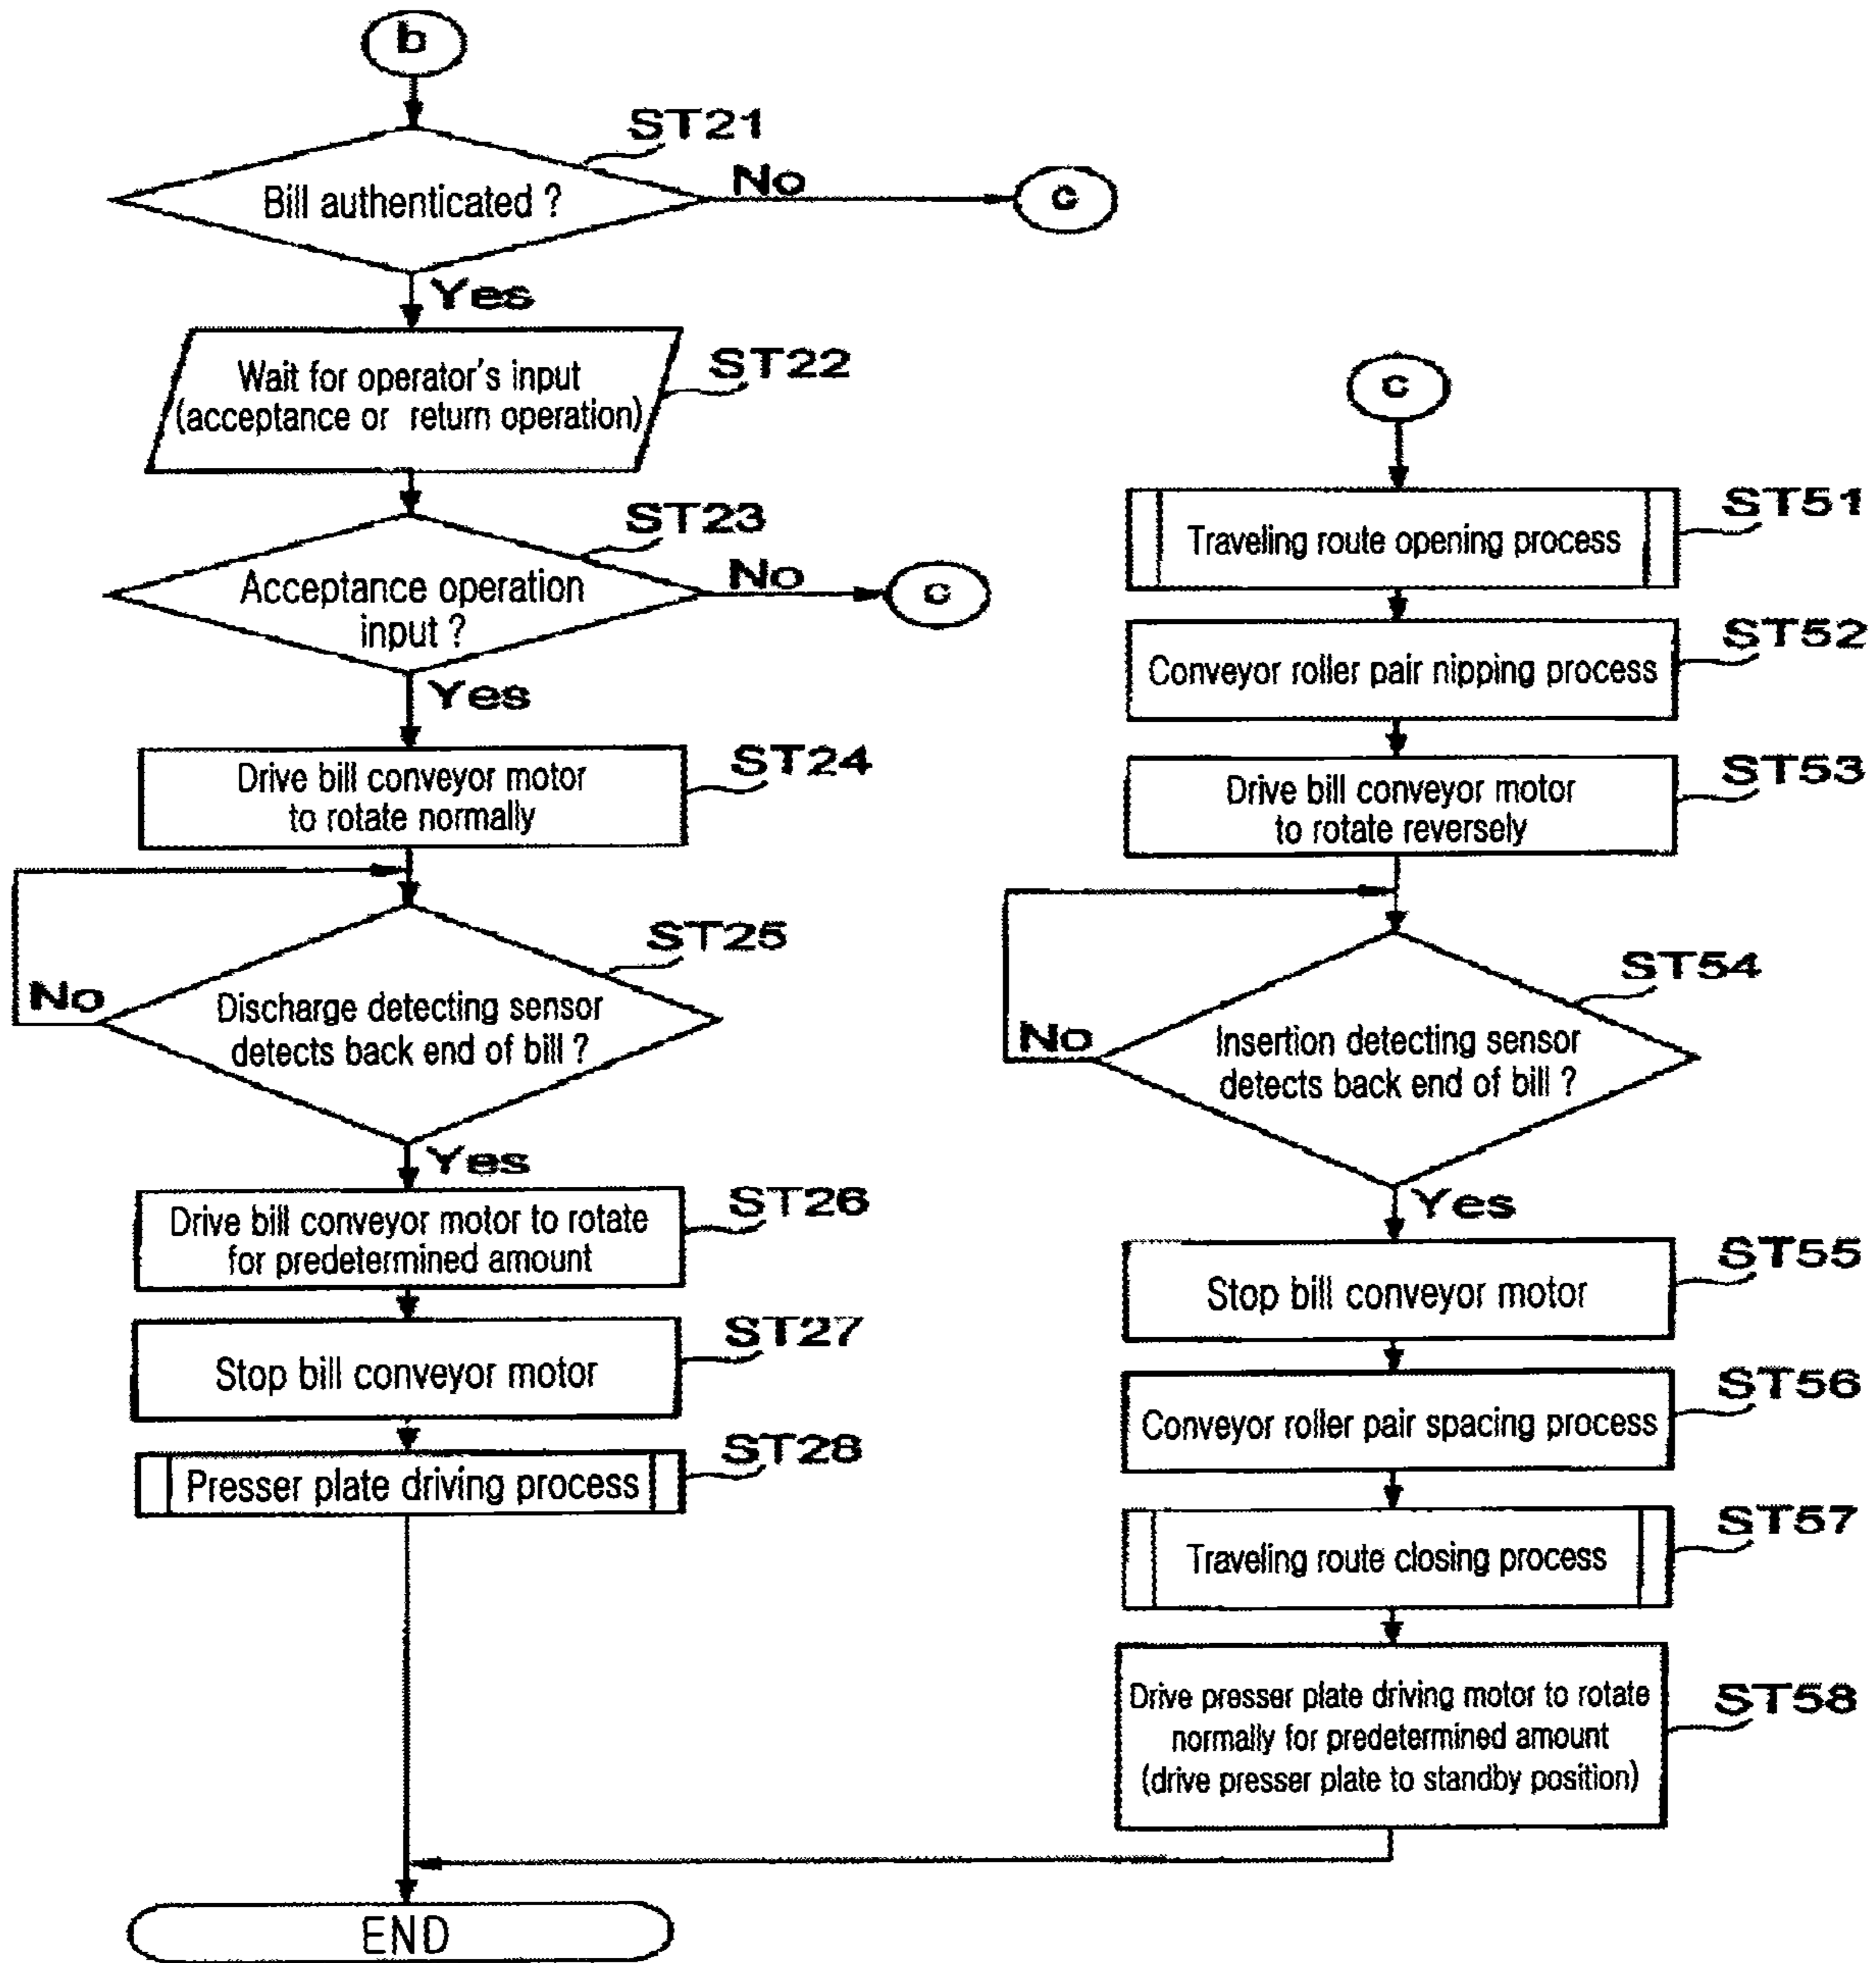 b
ST21
Bill authenticated ?
No
c
Yes
ST22
Wait for operator's input
(acceptance or return operation)
ST23
Acceptance operation
input ?
No
c
Yes
ST24
Drive bill conveyor motor
to rotate normally
ST25
No
Discharge detecting sensor
detects back end of bill ?
Yes
ST26
Drive bill conveyor motor to rotate
for predetermined amount
ST27
Stop bill conveyor motor
ST28
Presser plate driving process
c
ST51
Traveling route opening process
ST52
Conveyor roller pair nipping process
ST53
Drive bill conveyor motor
to rotate reversely
ST54
No
Insertion detecting sensor
detects back end of bill ?
Yes
ST55
Stop bill conveyor motor
ST56
Conveyor roller pair spacing process
ST57
Traveling route closing process
ST58
Drive presser plate driving motor to rotate
normally for predetermined amount
(drive presser plate to standby position)
END